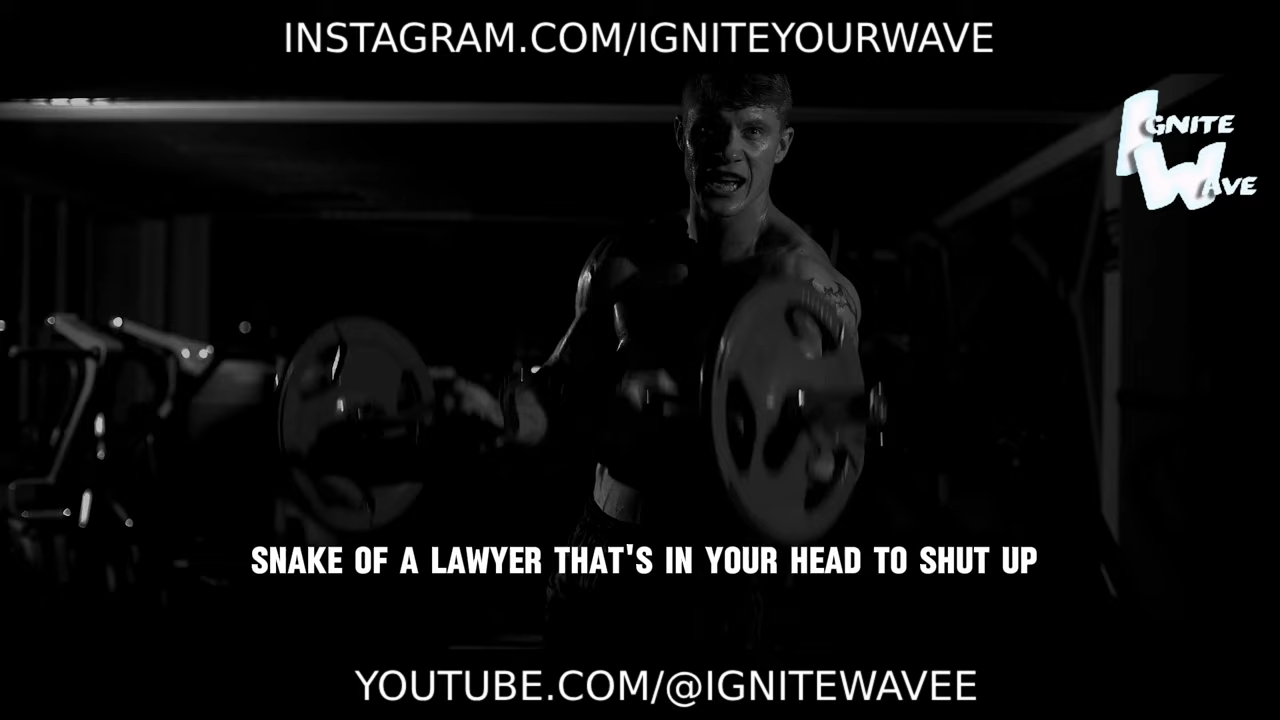 INSTAGRAM.COM/IGNITEYOURWAVE
IGNITE
WAVE
SNAKE OF A LAWYER THAT'S IN YOUR HEAD TO SHUT UP
YOUTUBE.COM/@IGNITEWAVEE